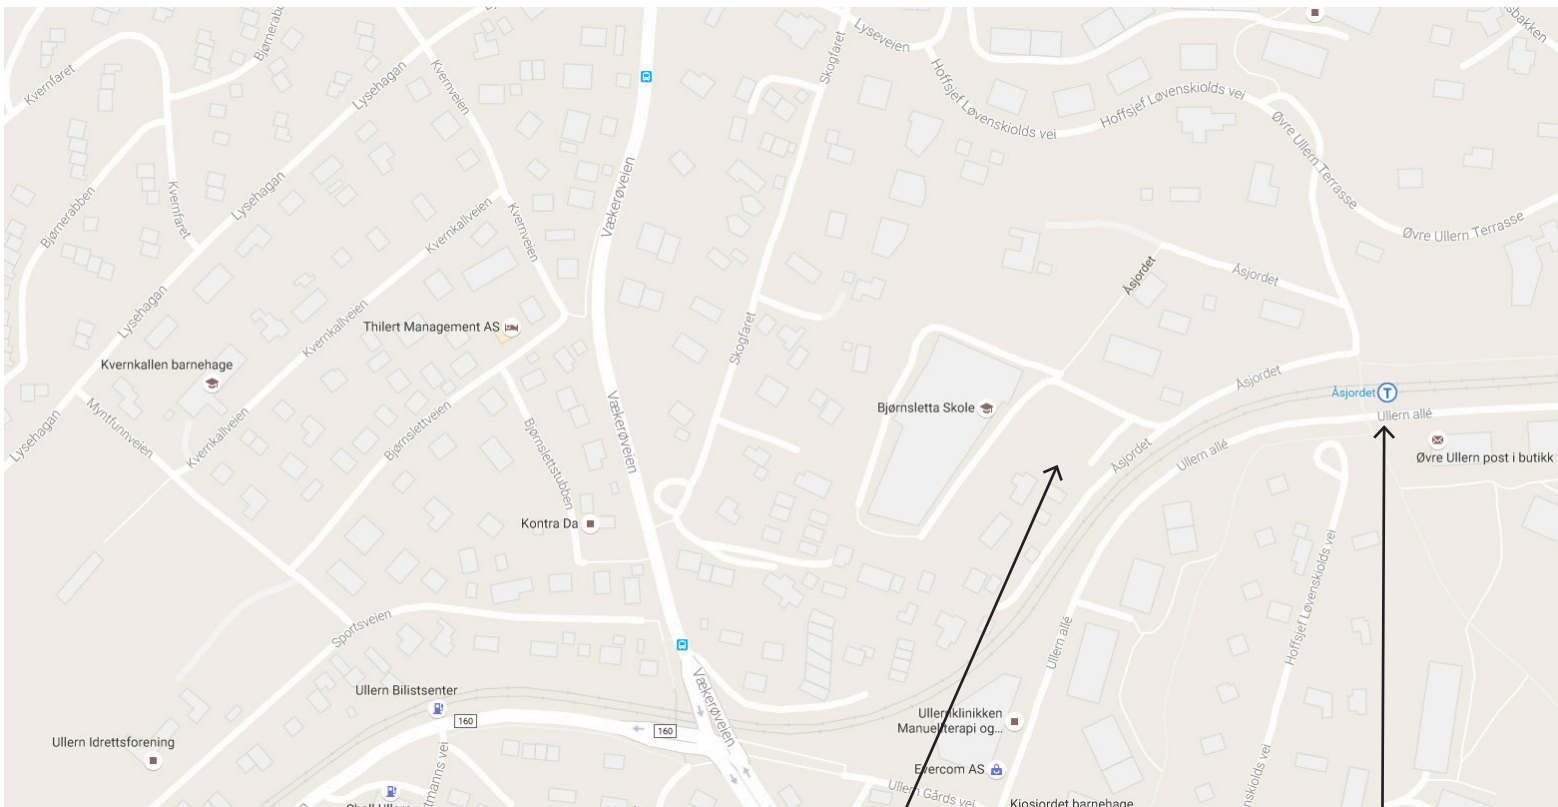 Bjørnerabben
Lyseveien
Kvernfaret
Lysehagan
Kvernveien
Skogfaret
Hoffsjef Løvenskiolds vei
Hoffsjef Løvenskiolds vei
Øvre Ullern Terrasse
Vækerøveien
Bjørnerabben
Kvernfaret
Lysehagan
Kvernkallveien
Kvernveien
Øvre Ullern Terrasse
Åsjordet
Åsjordet
Lysehagan
Kvernkallveien
Thilert Management AS
Skogfaret
Kvernkallen barnehage
Åsjordet
Åsjordet
T
Ullern allé
Bjørnsletta Skole
Lysehagan
Myntfunnveien
Kvernkallveien
Bjørnslettveien
Bjørnslettstubben
Vækerøveien
Åsjordet
Ullern allé
Øvre Ullern post i butikk
Kontra Da
Sportsveien
Ullern allé
Hoffsjef Løvenskiolds vei
Ullern Bilistsenter
160
160
Vækerøveien
Ullernklinikken
Manuellterapi og...
Ullern Idrettsforening
Evercom AS
Ullern Gårds vei
Kiosjordet barnehage